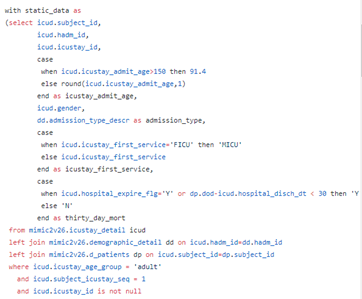 with static_data as
(select icud.subject_id,
icud.hadm_id,
icud.icustay_id,
case
when icud.icustay_admit_age>150 then 91.4
else round(icud.icustay_admit_age,1)
end as icustay_admit_age,
icud.gender,
dd.admission_type_descr as admission_type,
case
when icud.icustay_first_service='FICU' then 'MICU'
else icud.icustay_first_service
end as icustay_first_service,
case
when icud.hospital_expire_flg='Y' or dp.dod-icud.hospital_disch_dt < 30 then 'Y
else 'N'
end as thirty_day_mort
from mimic2v26.icustay_detail icud
left join mimic2v26.demographic_detail dd on icud.hadm_id=dd.hadm_id
left join mimic2v26.d_patients dp on icud.subject_id=dp.subject_id
where icud.icustay_age_group = 'adult'
and icud.subject_icustay_seq = 1
and icud.icustay_id is not null